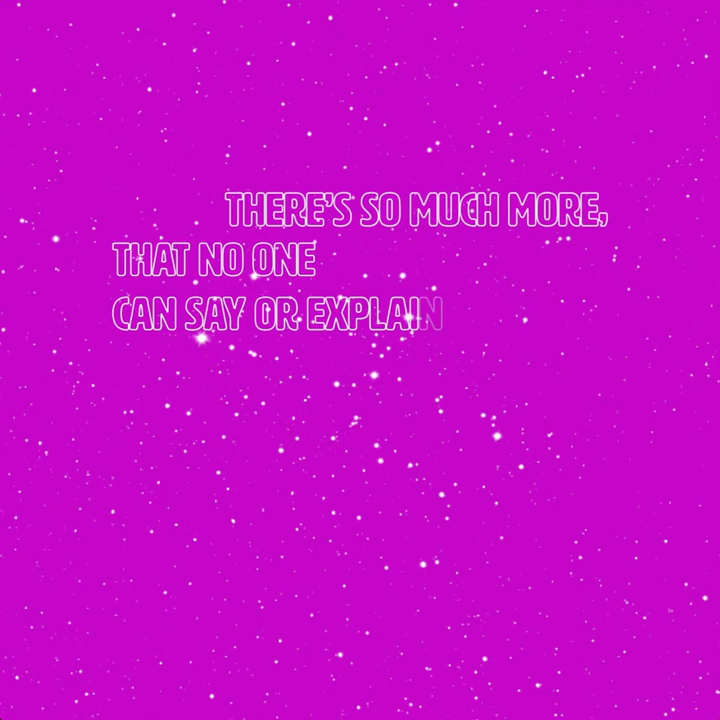 THERE'S SO MUCH MORE,
THAT NO ONE
CAN SAY OR EXPLAIN